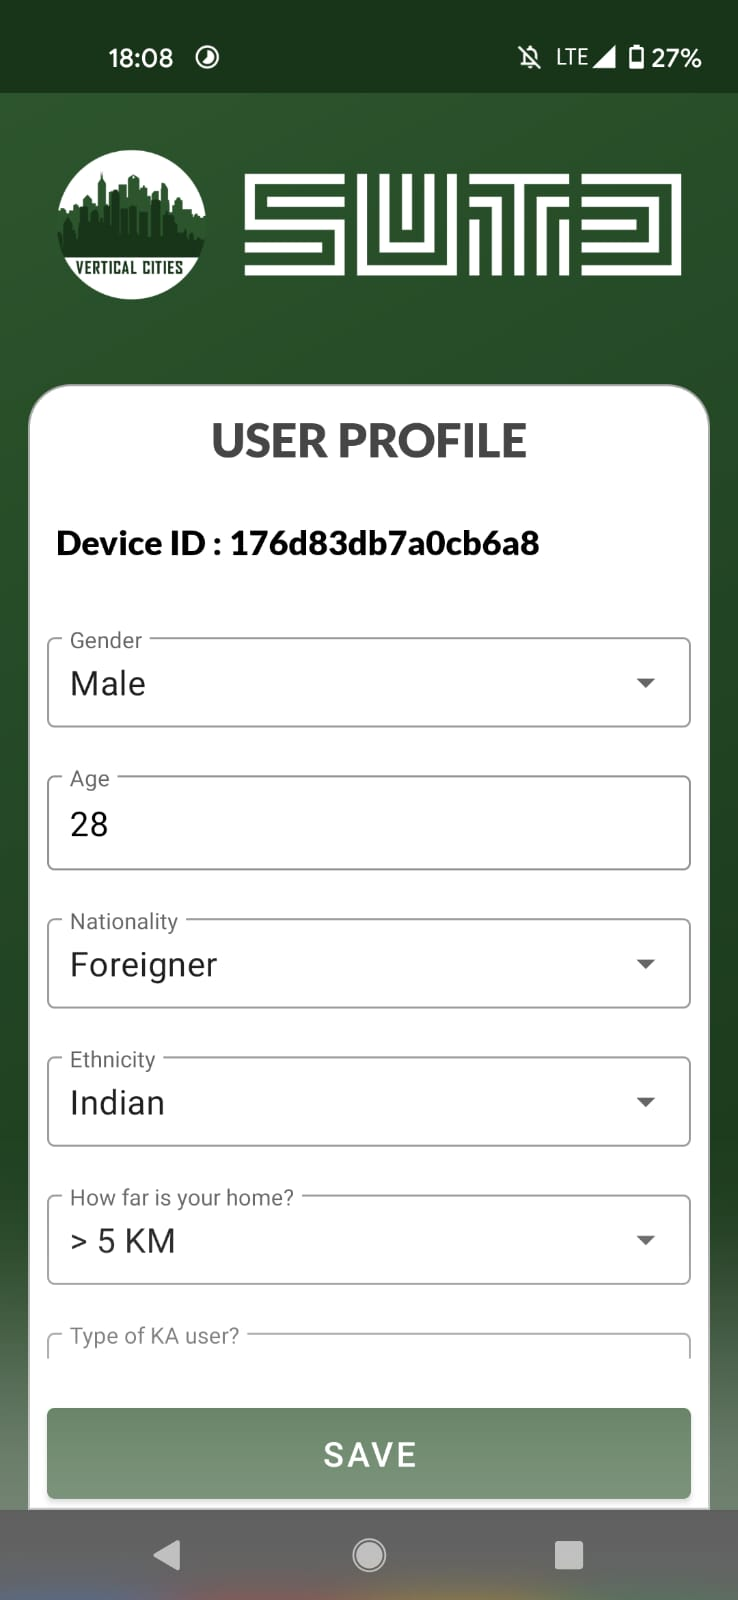 18:08
LTE 27%
VERTICAL CITIES
SUTD
USER PROFILE
Device ID : 176d83db7a0cb6a8
Gender
Male
Age
28
Nationality
Foreigner
Ethnicity
Indian
How far is your home?
> 5 KM
Type of KA user?
SAVE